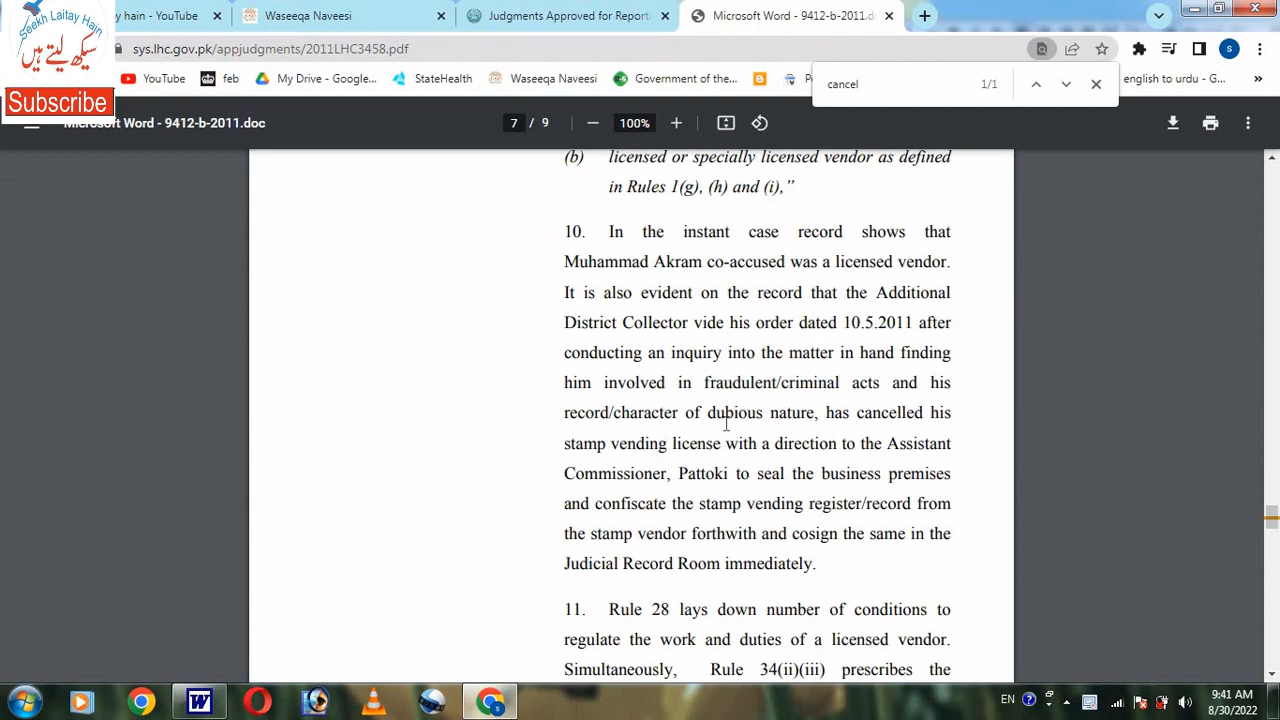 Seekh Laitay Hain
سیکھ لیتے ہیں
Subscribe
tay hain - YouTube
Waseeqa Naveesi
Judgments Approved for Reporti
Microsoft Word - 9412-b-2011.do
sys.lhc.gov.pk/appjudgments/2011LHC3458.pdf
YouTube
feb
My Drive - Google...
StateHealth
Waseeqa Naveesi
Government of the...
english to urdu - G...
cancel
1/1
Microsoft Word - 9412-b-2011.doc
7 / 9
100%
(b) licensed or specially licensed vendor as defined
in Rules 1(g), (h) and (i),”
10. In the instant case record shows that
Muhammad Akram co-accused was a licensed vendor.
It is also evident on the record that the Additional
District Collector vide his order dated 10.5.2011 after
conducting an inquiry into the matter in hand finding
him involved in fraudulent/criminal acts and his
record/character of dubious nature, has cancelled his
stamp vending license with a direction to the Assistant
Commissioner, Pattoki to seal the business premises
and confiscate the stamp vending register/record from
the stamp vendor forthwith and cosign the same in the
Judicial Record Room immediately.
11. Rule 28 lays down number of conditions to
regulate the work and duties of a licensed vendor.
Simultaneously, Rule 34(ii)(iii) prescribes the
EN
9:41 AM
8/30/2022